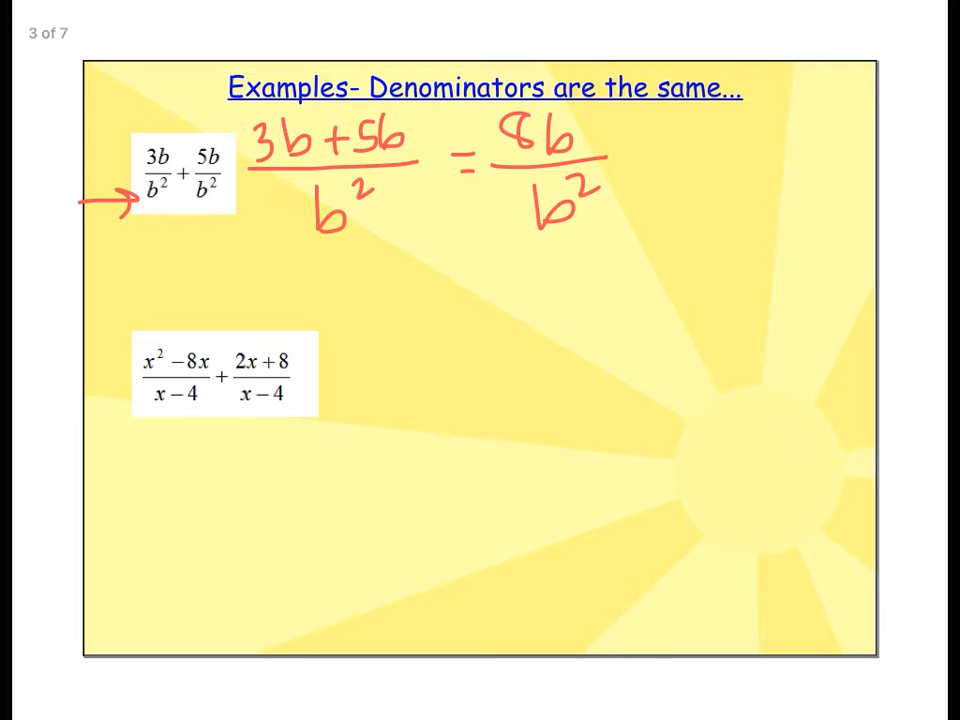 3 of 7
Examples- Denominators are the same...
3b/b² + 5b/b² (3b+5b)/b² = 8b/b²
(x² − 8x)/(x − 4) + (2x + 8)/(x − 4)